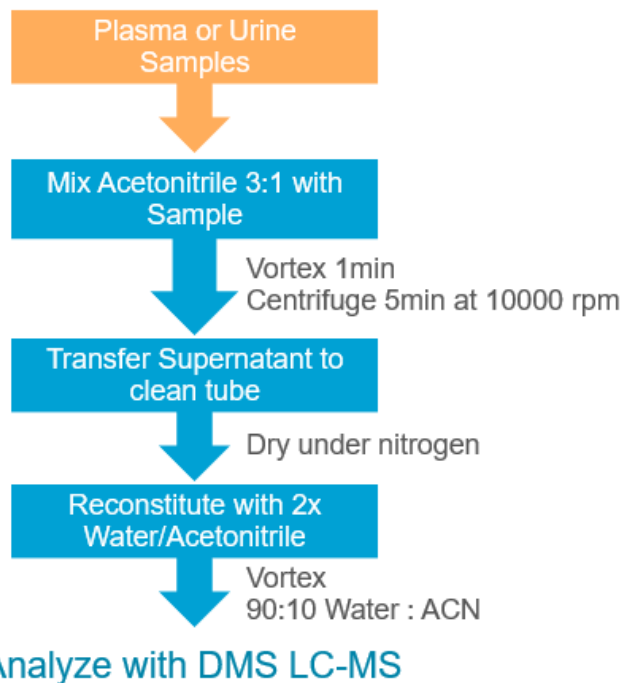 Plasma or Urine
Samples
Mix Acetonitrile 3:1 with
Sample
Vortex 1min
Centrifuge 5min at 10000 rpm
Transfer Supernatant to
clean tube
Dry under nitrogen
Reconstitute with 2x
Water/Acetonitrile
Vortex
90:10 Water : ACN
Analyze with DMS LC-MS